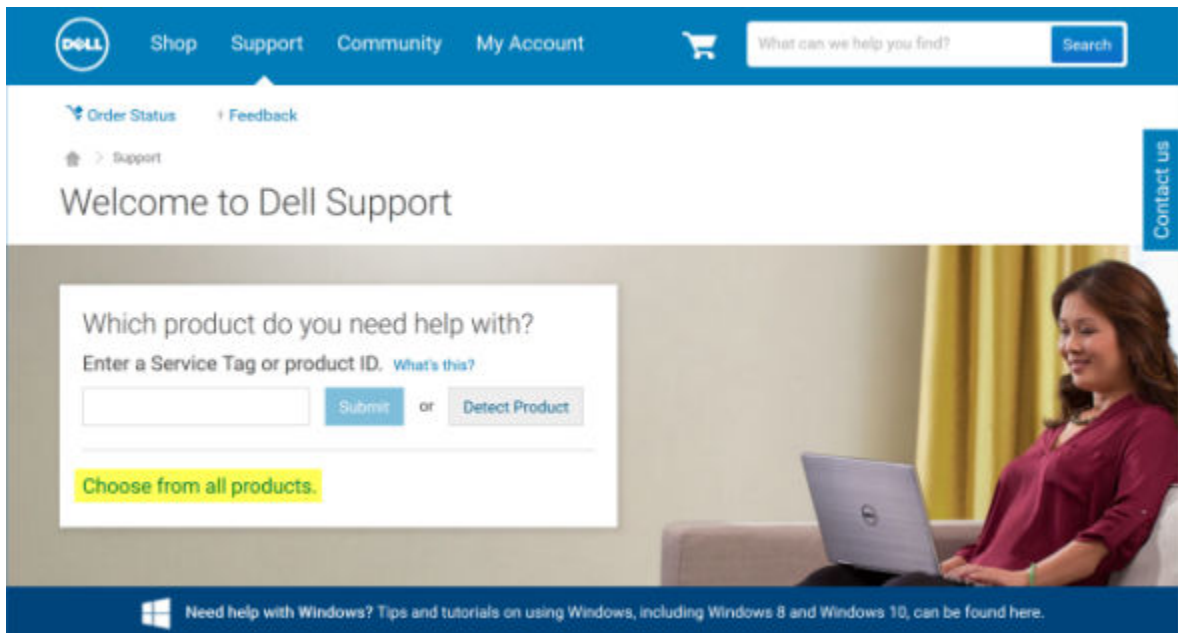 DELL
Shop Support Community My Account What can we help you find? Search
Order Status Feedback
Contact us
> Support
Welcome to Dell Support
Which product do you need help with?
Enter a Service Tag or product ID. What's this?
Submit or Detect Product
Choose from all products.
DELL
Need help with Windows? Tips and tutorials on using Windows, including Windows 8 and Windows 10, can be found here.